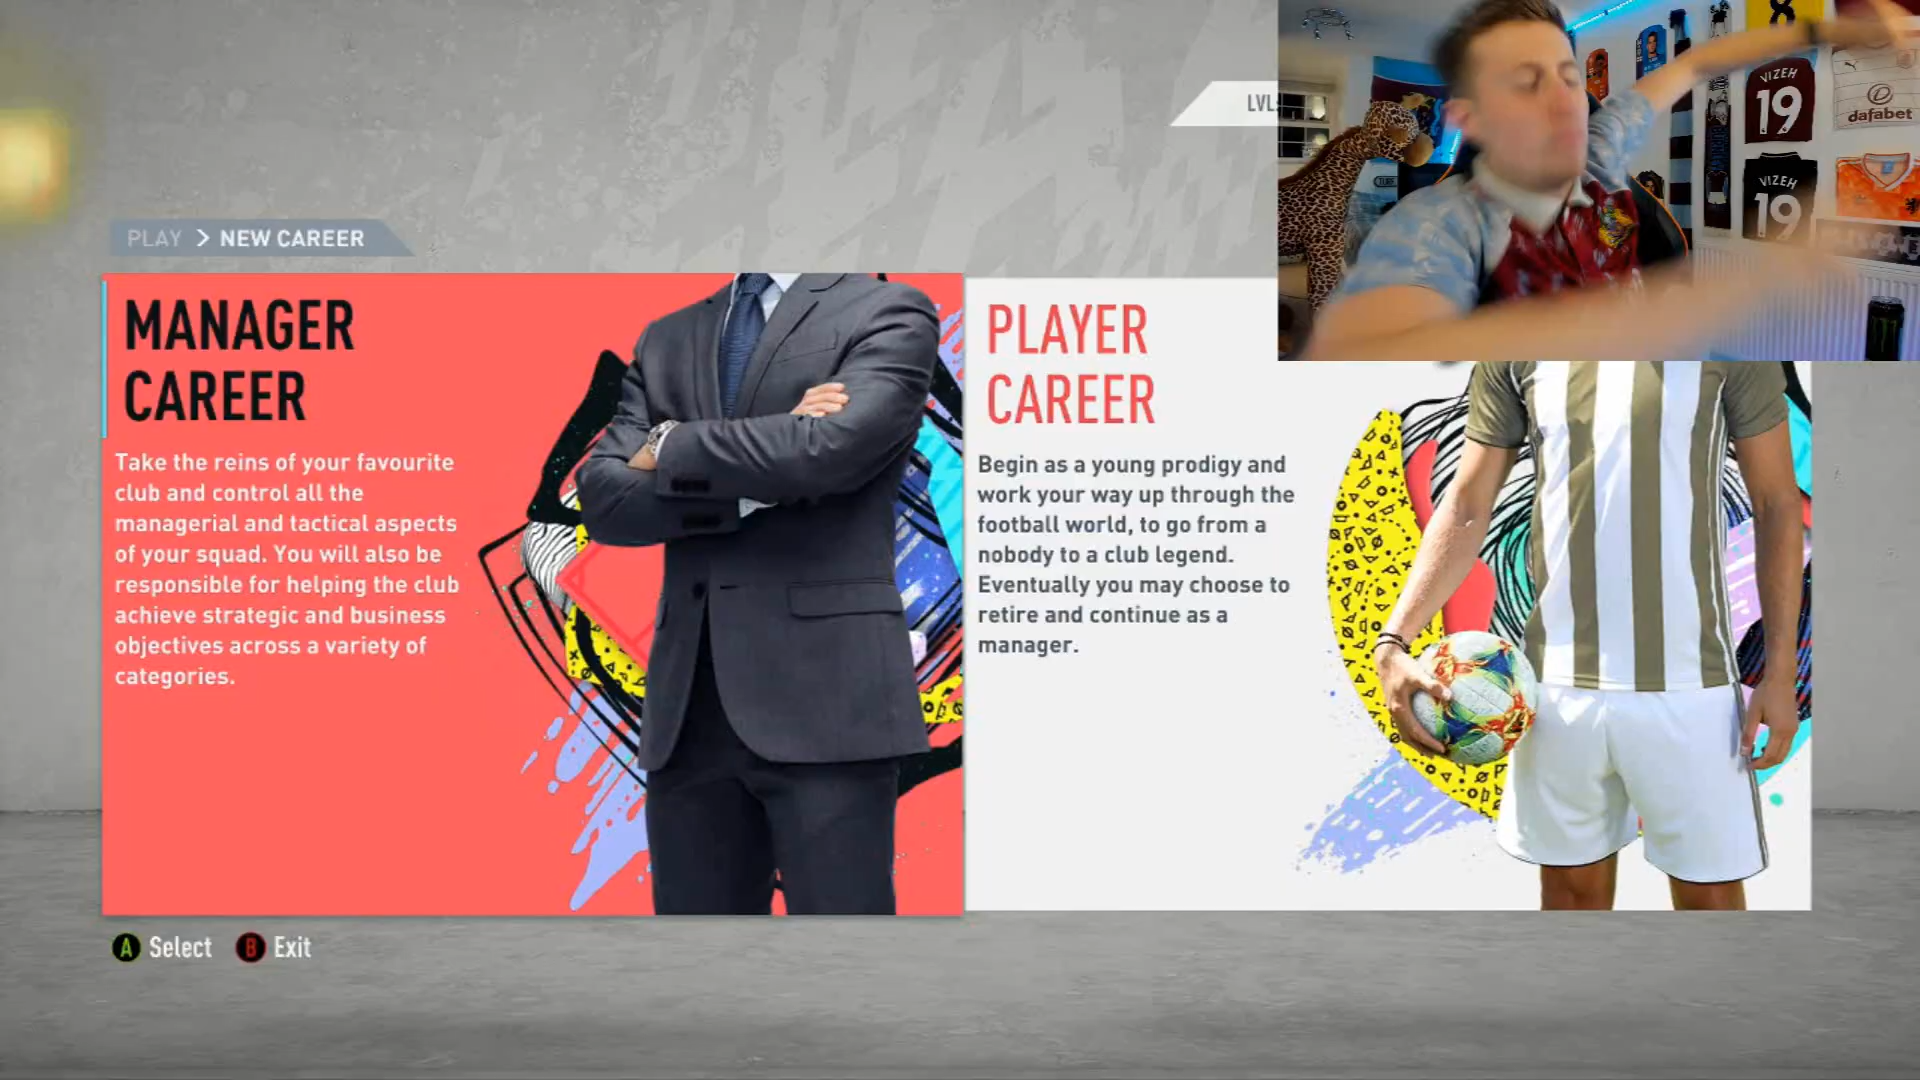 LVL
PLAY > NEW CAREER
MANAGER
CAREER
Take the reins of your favourite
club and control all the
managerial and tactical aspects
of your squad. You will also be
responsible for helping the club
achieve strategic and business
objectives across a variety of
categories.
PLAYER
CAREER
Begin as a young prodigy and
work your way up through the
football world, to go from a
nobody to a club legend.
Eventually you may choose to
retire and continue as a
manager.
A Select B Exit
8
VIZEH
19
dafabet
VIZEH
19